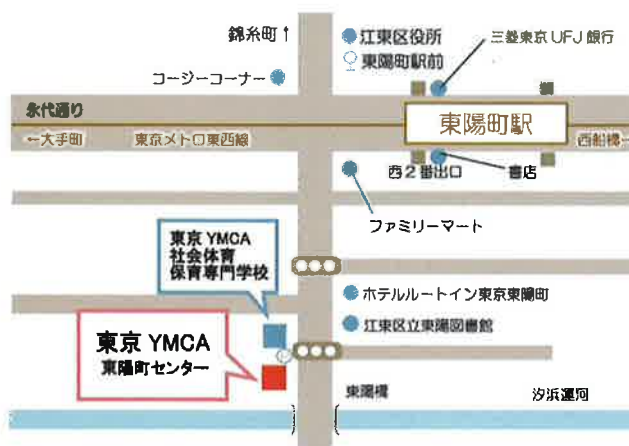 錦糸町↑
江東区役所
三菱東京UFJ銀行
東陽町駅前
コージーコーナー
永代通り
東陽町駅
←大手町
東京メトロ東西線
西船橋→
西2番出口
書店
ファミリーマート
東京YMCA
社会体育
保育専門学校
ホテルルートイン東京東陽町
江東区立東陽図書館
東京YMCA
東陽町センター
東陽橋
汐浜運河